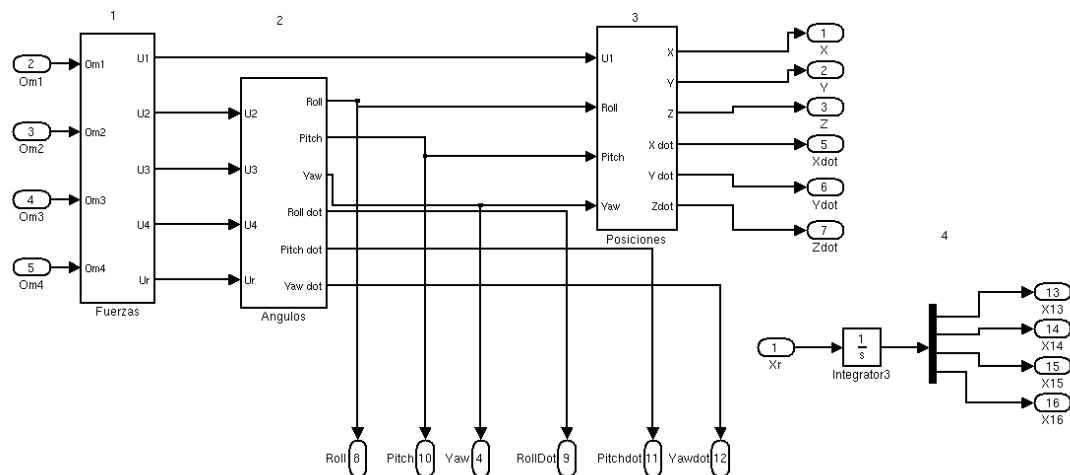 1
2
3
2
Om1
3
Om2
4
Om3
5
Om4
Om1
Om2
Om3
Om4
U1
U2
U3
U4
Ur
Fuerzas
U2
U3
U4
Ur
Roll
Pitch
Yaw
Roll dot
Pitch dot
Yaw dot
Angulos
U1
Roll
Pitch
Yaw
X
Y
Z
X dot
Y dot
Zdot
Posiciones
1
X
2
Y
3
Z
5
Xdot
6
Ydot
7
Zdot
4
1
Xr
1
s
Integrator3
13
X13
14
X14
15
X15
16
X16
Roll 8
Pitch 10
Yaw 4
RollDot 9
Pitchdot 11
Yawdot 12